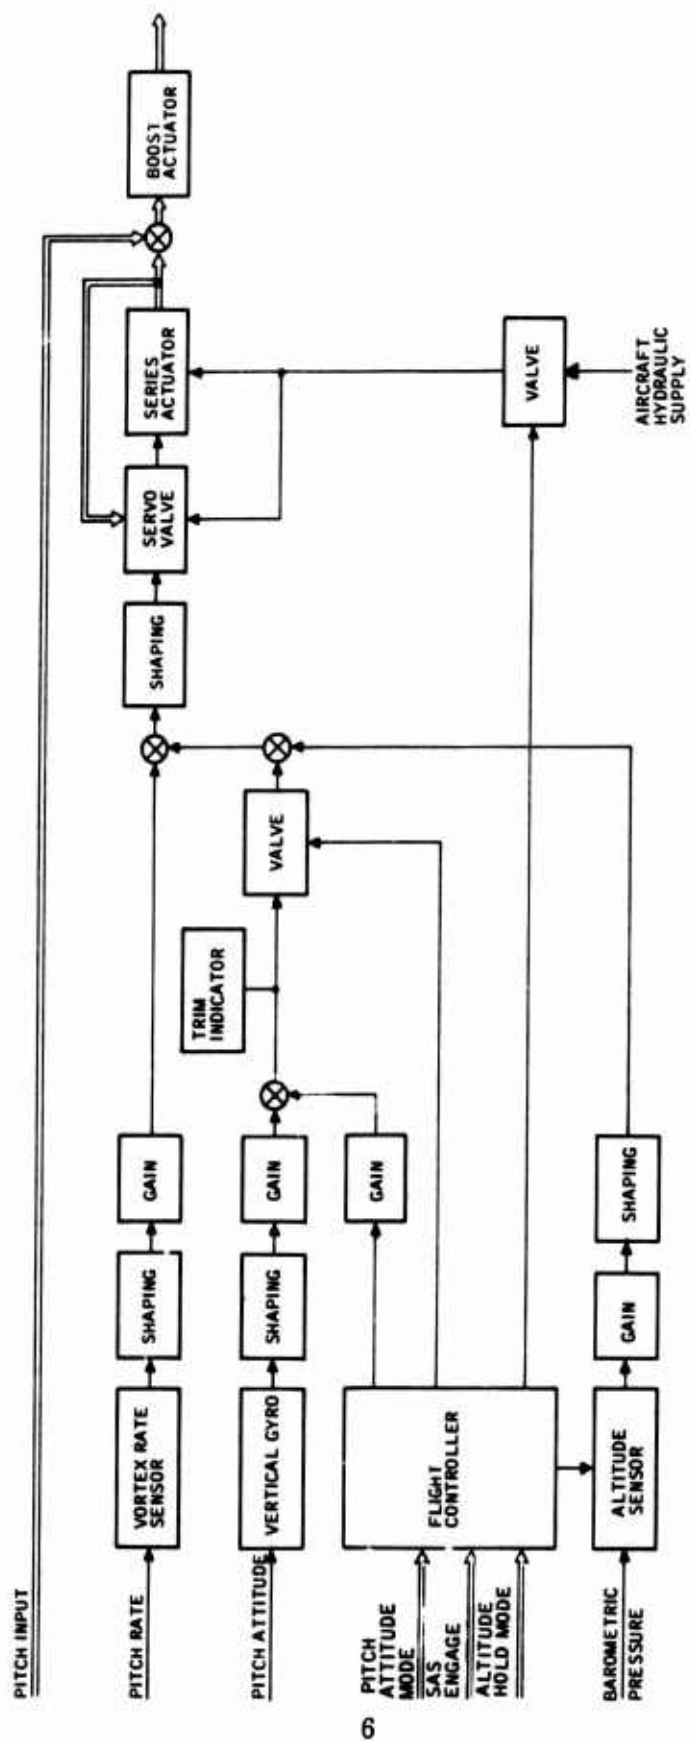 PITCH INPUT
PITCH RATE
VORTEX RATE
SENSOR
SHAPING
GAIN
PITCH ATTITUDE
VERTICAL GYRO
SHAPING
GAIN
TRIM
INDICATOR
VALVE
SHAPING
SERVO
VALVE
SERIES
ACTUATOR
BOOST
ACTUATOR
PITCH
ATTITUDE
MODE
SAS
ENGAGE
ALTITUDE
HOLD MODE
FLIGHT
CONTROLLER
GAIN
VALVE
AIRCRAFT
HYDRAULIC
SUPPLY
BAROMETRIC
PRESSURE
ALTITUDE
SENSOR
GAIN
SHAPING
6